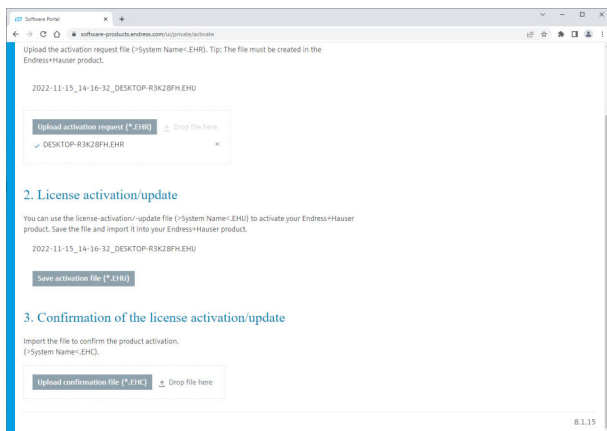 Software Portal
software-products.endress.com/ui/private/activate
Upload the activation request file (>System Name<.EHR). Tip: The file must be created in the
Endress+Hauser product.
2022-11-15_14-16-32_DESKTOP-R3K28FH.EHU
Upload activation request (*.EHR) Drop file here
DESKTOP-R3K28FH.EHR
2. License activation/update
You can use the license-activation/-update file (>System Name<.EHU) to activate your Endress+Hauser
product. Save the file and import it into your Endress+Hauser product.
2022-11-15_14-16-32_DESKTOP-R3K28FH.EHU
Save activation file (*.EHU)
3. Confirmation of the license activation/update
Import the file to confirm the product activation.
(>System Name<.EHC).
Upload confirmation file (*.EHC) Drop file here
8.1.15